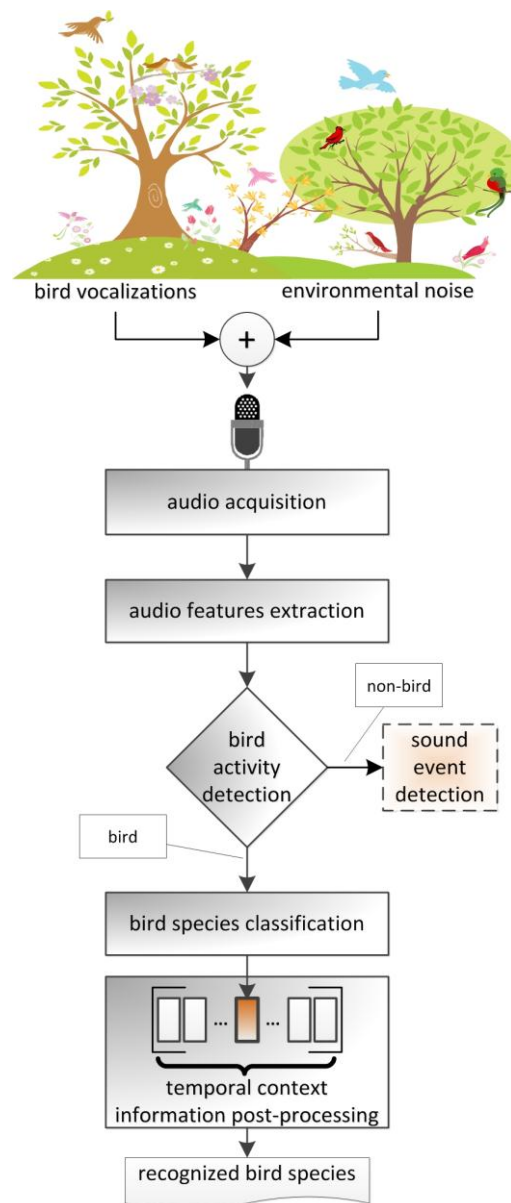 bird vocalizations
environmental noise
+
audio acquisition
audio features extraction
non-bird
bird
activity
detection
sound
event
detection
bird
bird species classification
... ...
temporal context
information post-processing
recognized bird species